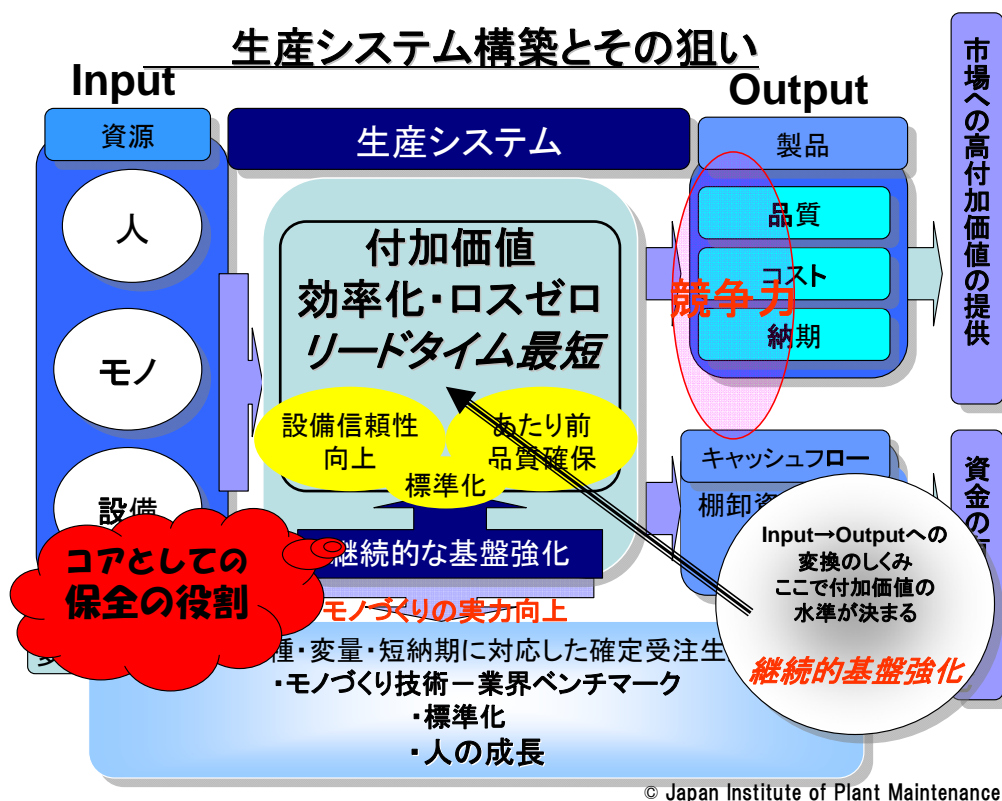 生産システム構築とその狙い
Input
Output
資源
人
モノ
設備
生産システム
付加価値
効率化・ロスゼロ
リードタイム最短
設備信頼性
向上
あたり前
品質確保
標準化
継続的な基盤強化
モノづくりの実力向上
製品
品質
コスト
納期
競争力
市場への高付加価値の提供
キャッシュフロー
棚卸資
資金の
コアとしての
保全の役割
Input→Outputへの
変換のしくみ
ここで付加価値の
水準が決まる
継続的基盤強化
種・変量・短納期に対応した確定受注生
・モノづくり技術－業界ベンチマーク
・標準化
・人の成長
© Japan Institute of Plant Maintenance